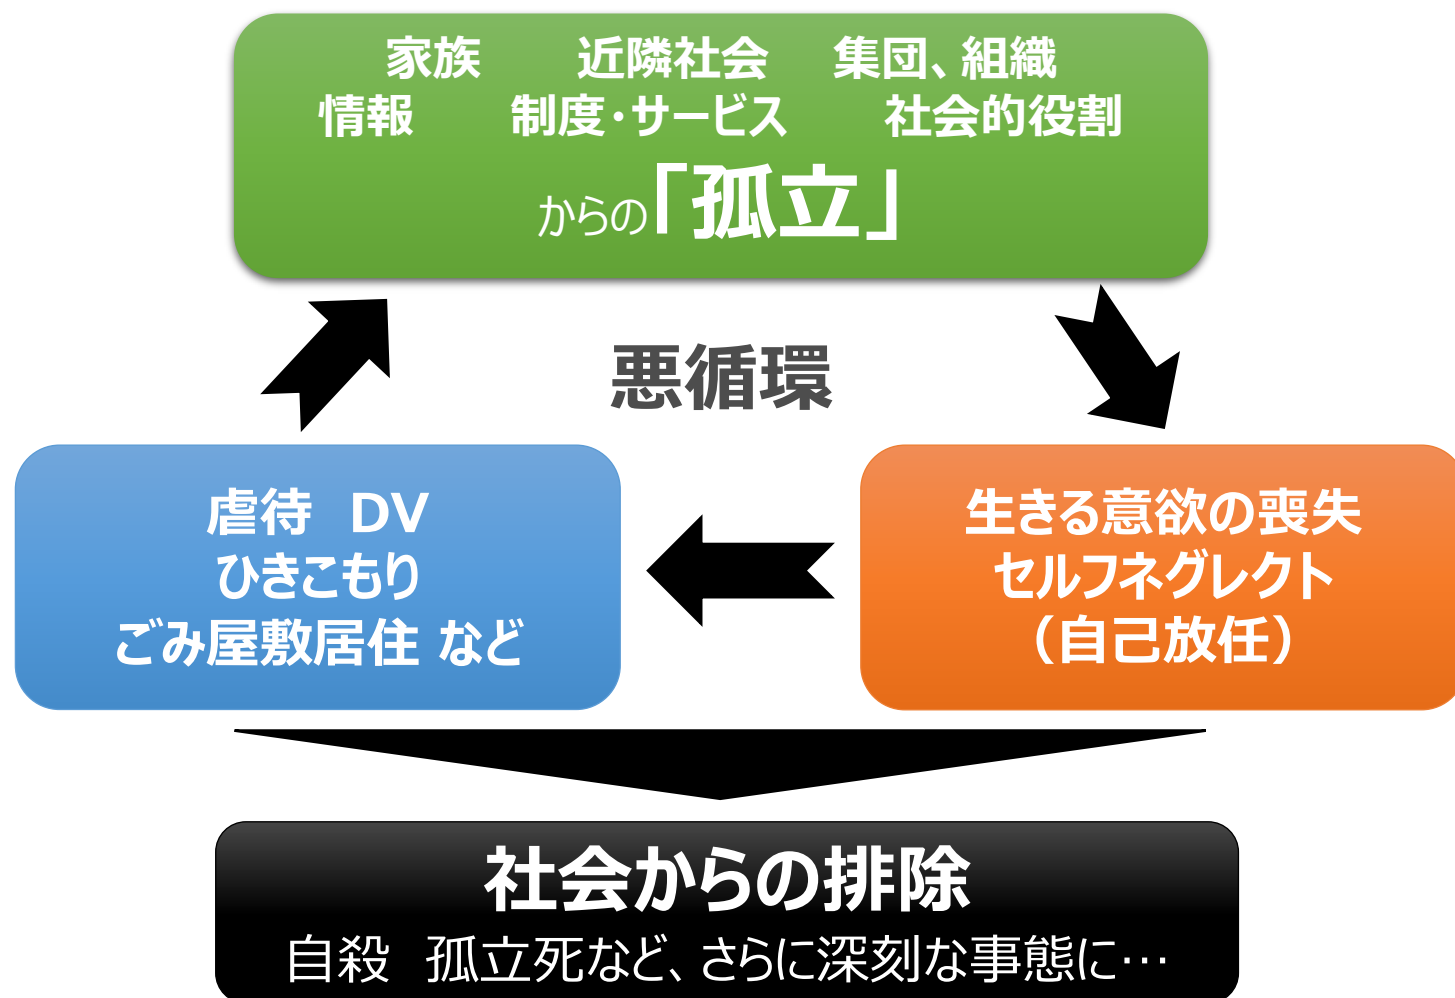 家族　近隣社会　集団、組織
情報　制度・サービス　社会的役割
からの「孤立」
悪循環
虐待　DV
ひきこもり
ごみ屋敷居住 など
生きる意欲の喪失
セルフネグレクト
（自己放任）
社会からの排除
自殺　孤立死など、さらに深刻な事態に…